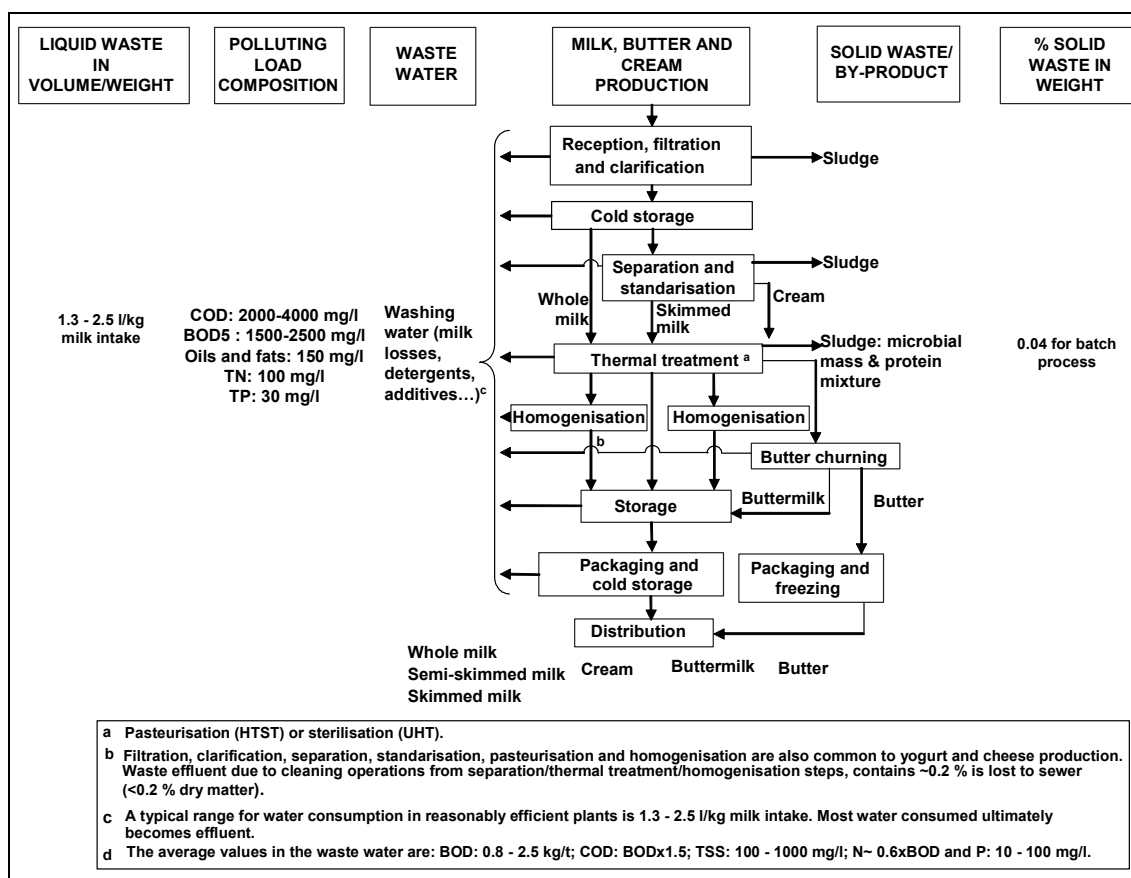 LIQUID WASTE
IN
VOLUME/WEIGHT
POLLUTING
LOAD
COMPOSITION
WASTE
WATER
MILK, BUTTER AND
CREAM
PRODUCTION
SOLID WASTE/
BY-PRODUCT
% SOLID
WASTE IN
WEIGHT
Reception, filtration
and clarification
Sludge
Cold storage
Separation and
standarisation
Sludge
Cream
Whole
milk
Skimmed
milk
1.3 - 2.5 l/kg
milk intake
COD: 2000-4000 mg/l
BOD5 : 1500-2500 mg/l
Oils and fats: 150 mg/l
TN: 100 mg/l
TP: 30 mg/l
Washing
water (milk
losses,
detergents,
additives…)c
Thermal treatment a
Sludge: microbial
mass & protein
mixture
0.04 for batch
process
Homogenisation
b
Homogenisation
Butter churning
Buttermilk
Butter
Storage
Packaging and
cold storage
Packaging and
freezing
Distribution
Whole milk
Semi-skimmed milk
Skimmed milk
Cream
Buttermilk
Butter
a Pasteurisation (HTST) or sterilisation (UHT).
b Filtration, clarification, separation, standarisation, pasteurisation and homogenisation are also common to yogurt and cheese production.
Waste effluent due to cleaning operations from separation/thermal treatment/homogenisation steps, contains ~0.2 % is lost to sewer
(<0.2 % dry matter).
c A typical range for water consumption in reasonably efficient plants is 1.3 - 2.5 l/kg milk intake. Most water consumed ultimately
becomes effluent.
d The average values in the waste water are: BOD: 0.8 - 2.5 kg/t; COD: BODx1.5; TSS: 100 - 1000 mg/l; N~ 0.6xBOD and P: 10 - 100 mg/l.